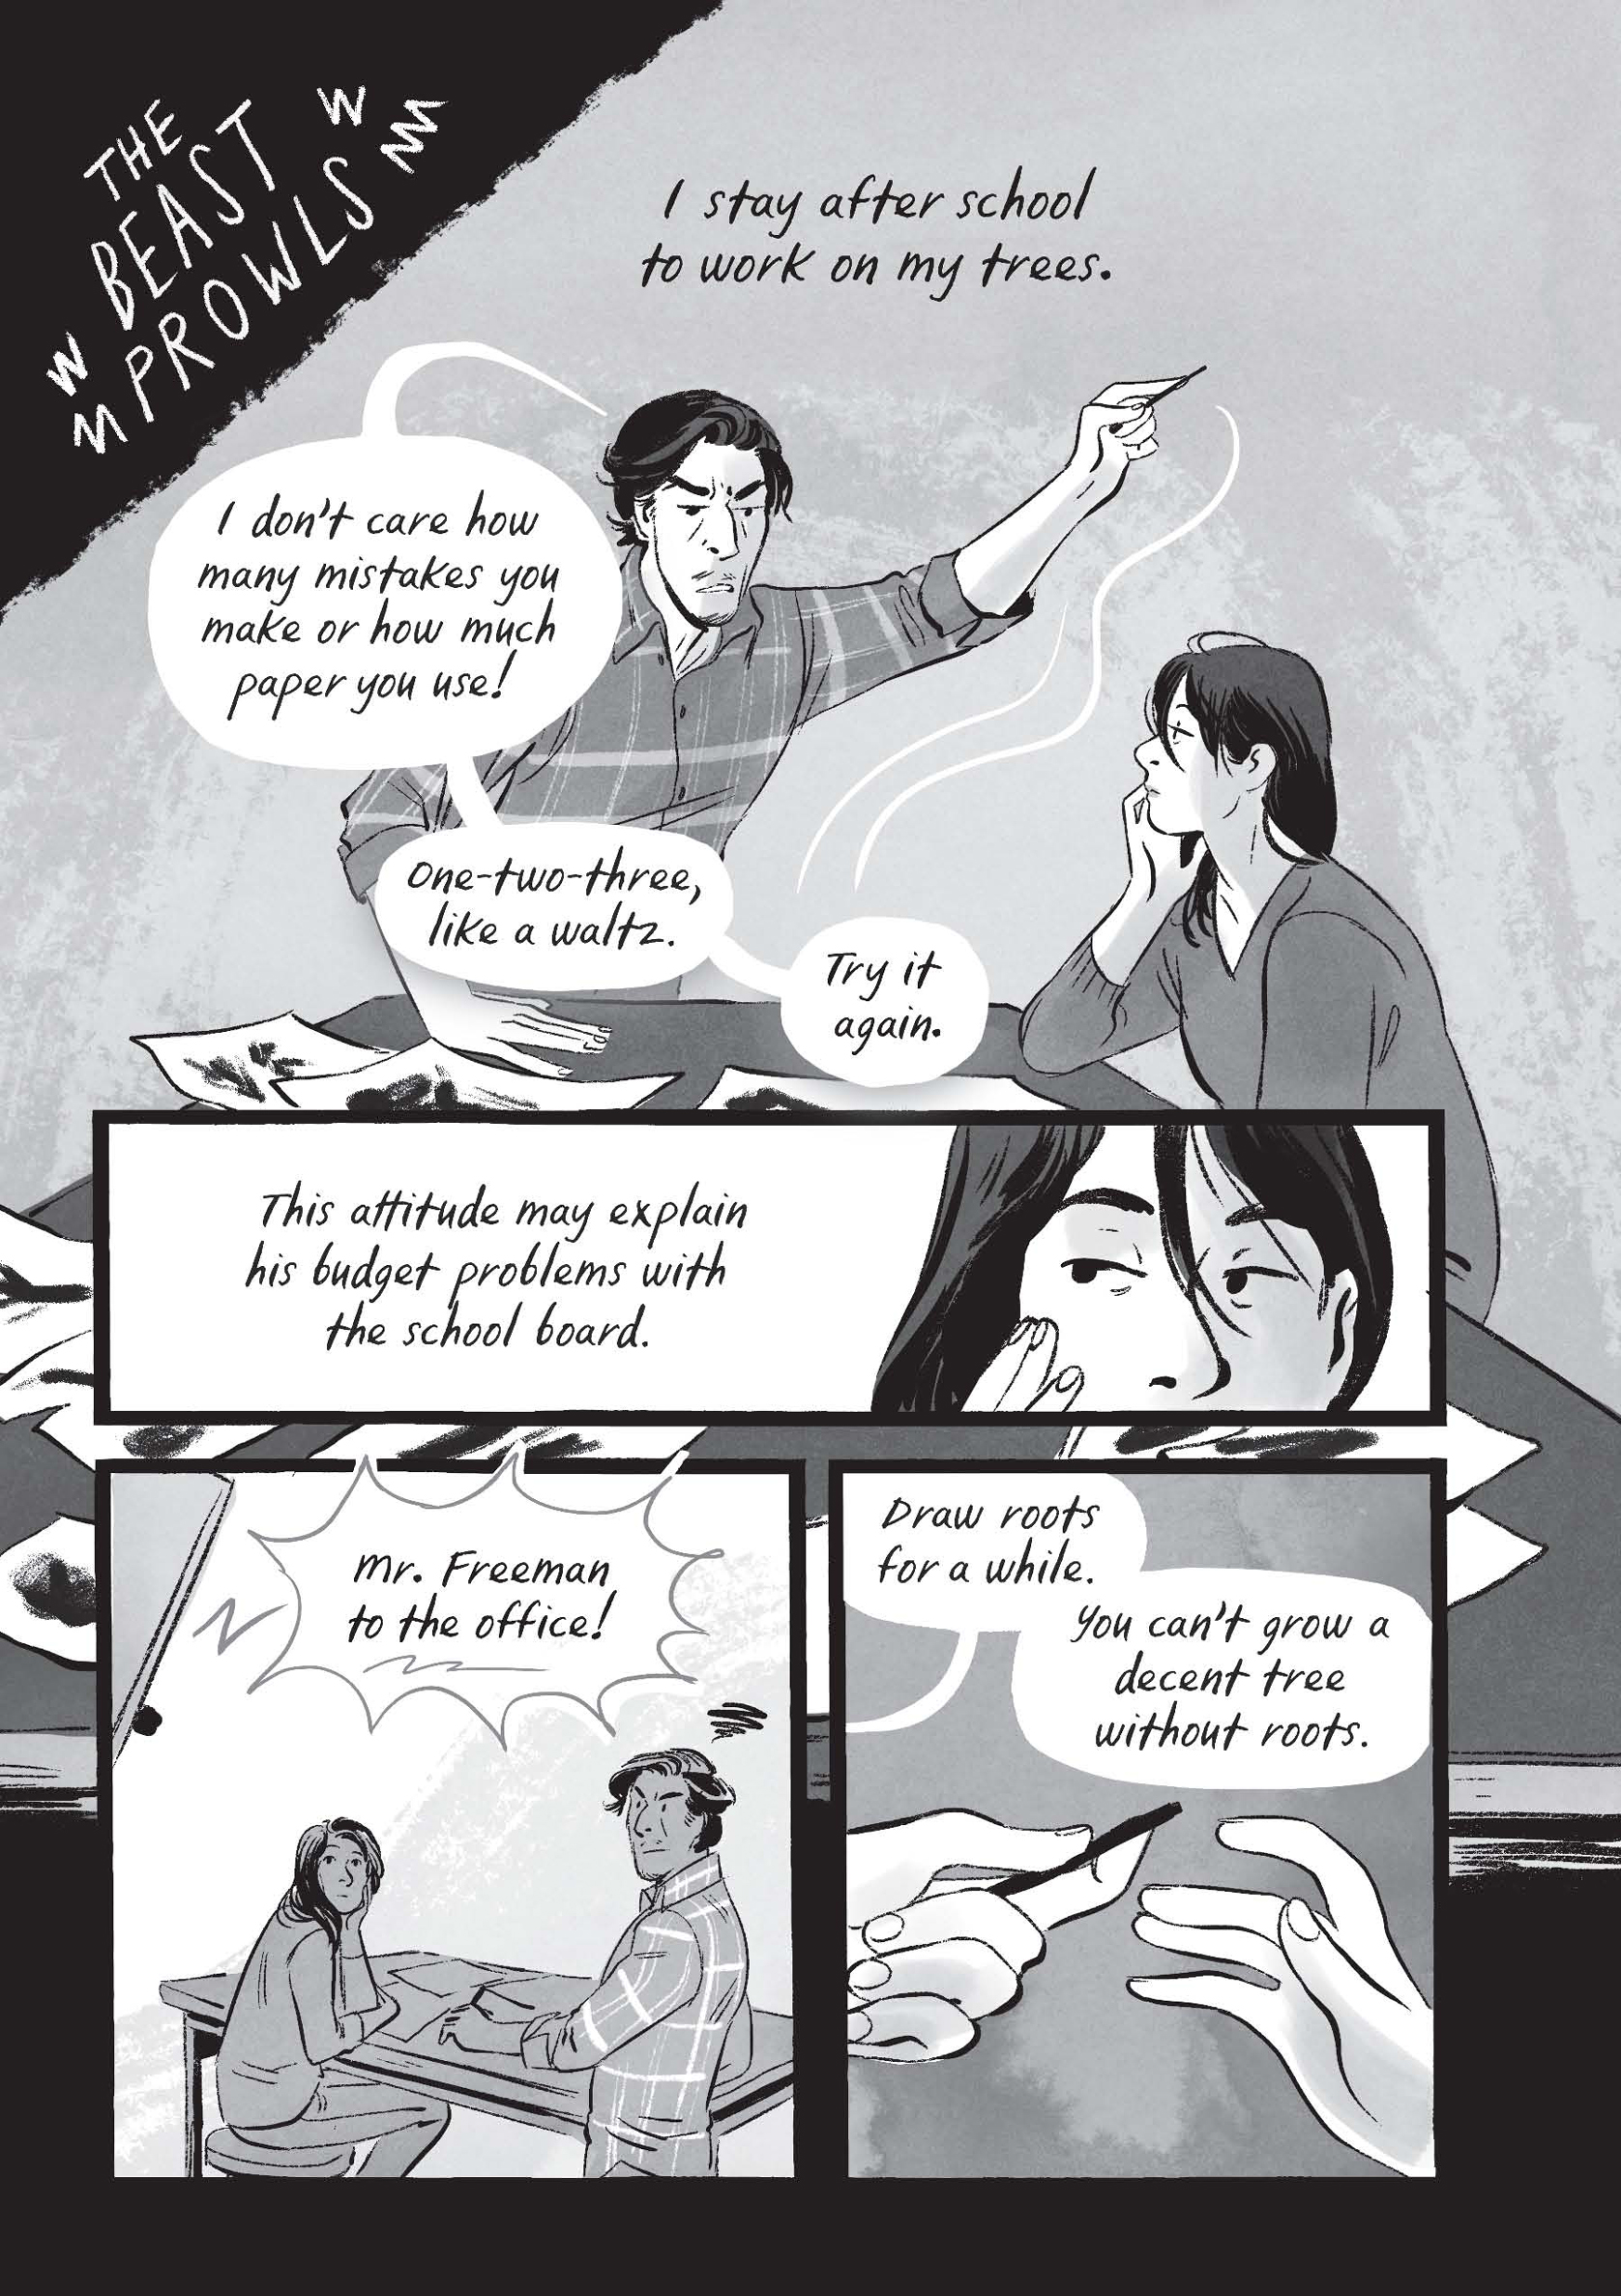 THE
BEAST
PROWLS
I stay after school
to work on my trees.
I don't care how
many mistakes you
make or how much
paper you use!
One-two-three,
like a waltz.
Try it
again.
This attitude may explain
his budget problems with
the school board.
Mr. Freeman
to the office!
Draw roots
for a while.
You can't grow a
decent tree
without roots.